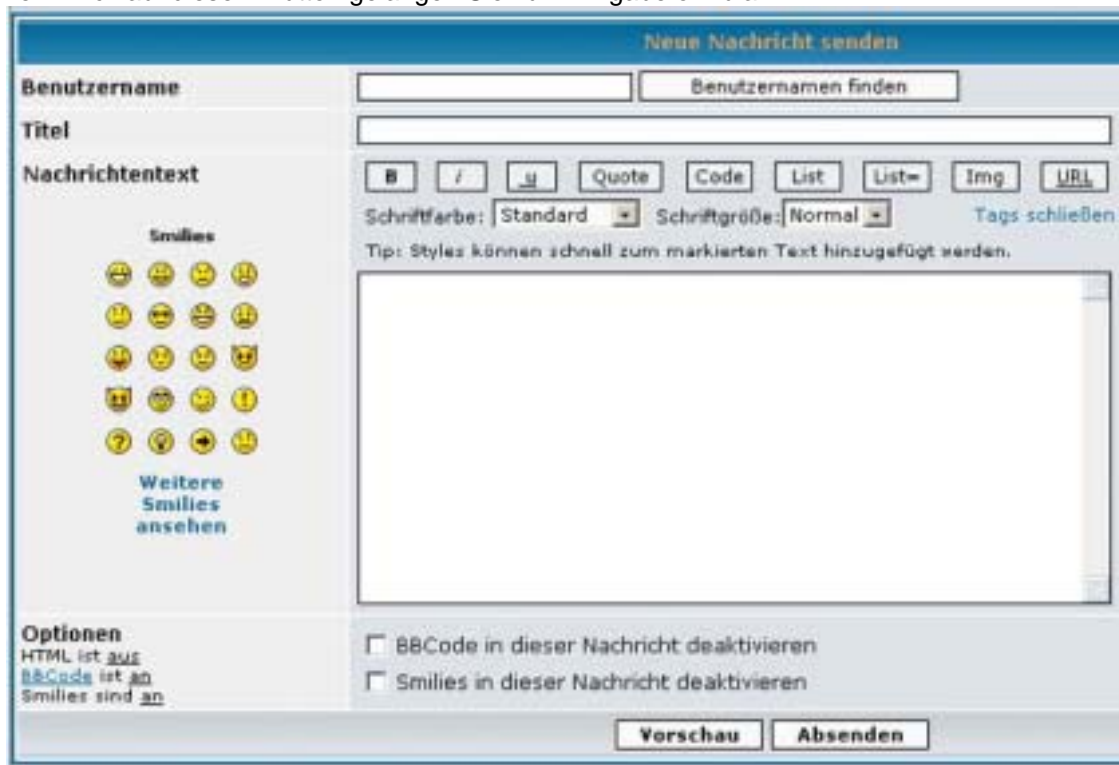 Neue Nachricht senden
Benutzername
Benutzernamen finden
Titel
Nachrichtentext
B i u Quote Code List List= Img URL
Schriftfarbe: Standard Schriftgröße: Normal Tags schließen
Tip: Styles können schnell zum markierten Text hinzugefügt werden.
Smilies
Weitere
Smilies
ansehen
Optionen
HTML ist aus
BBCode ist an
Smilies sind an
BBCode in dieser Nachricht deaktivieren
Smilies in dieser Nachricht deaktivieren
Vorschau Absenden